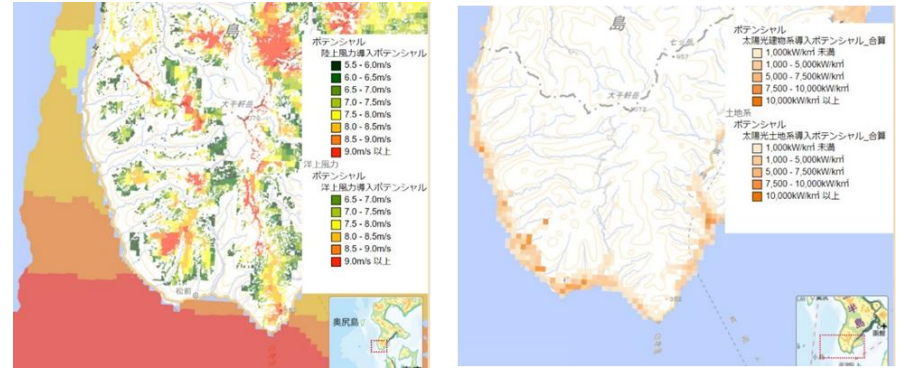 島
ポテンシャル
陸上風力導入ポテンシャル
5.5 - 6.0m/s
6.0 - 6.5m/s
6.5 - 7.0m/s
7.0 - 7.5m/s
7.5 - 8.0m/s
8.0 - 8.5m/s
8.5 - 9.0m/s
9.0m/s 以上
洋上風力
ポテンシャル
洋上風力導入ポテンシャル
6.5 - 7.0m/s
7.0 - 7.5m/s
7.5 - 8.0m/s
8.0 - 8.5m/s
8.5 - 9.0m/s
9.0m/s 以上
大千軒岳
松前
奥尻島
島
ポテンシャル
太陽光建物系導入ポテンシャル_合算
1,000kW/km² 未満
1,000 - 5,000kW/km²
5,000 - 7,500kW/km²
7,500 - 10,000kW/km²
10,000kW/km² 以上
土地系
ポテンシャル
太陽光土地系導入ポテンシャル_合算
1,000kW/km² 未満
1,000 - 5,000kW/km²
5,000 - 7,500kW/km²
7,500 - 10,000kW/km²
10,000kW/km² 以上
七ッ岳
957
大千軒岳
1072
半
島
函館